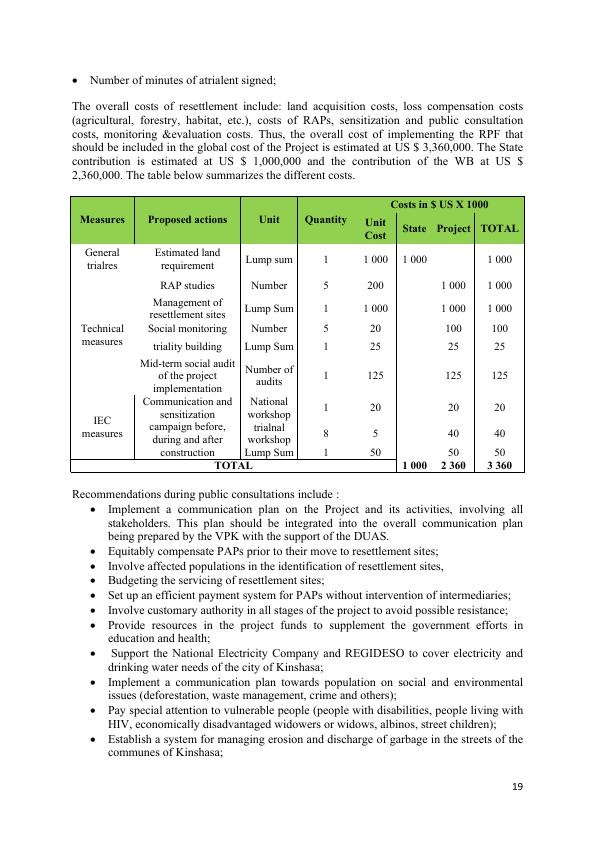 • Number of minutes of atrialent signed;
The overall costs of resettlement include: land acquisition costs, loss compensation costs
(agricultural, forestry, habitat, etc.), costs of RAPs, sensitization and public consultation
costs, monitoring &evaluation costs. Thus, the overall cost of implementing the RPF that
should be included in the global cost of the Project is estimated at US $ 3,360,000. The State
contribution is estimated at US $ 1,000,000 and the contribution of the WB at US $
2,360,000. The table below summarizes the different costs.
Measures Proposed actions Unit Quantity Costs in $ US X 1000
Unit Cost State Project TOTAL
General trialres Estimated land requirement Lump sum 1 1 000 1 000 1 000
RAP studies Number 5 200 1 000 1 000
Technical measures Management of resettlement sites Lump Sum 1 1 000 1 000 1 000
Social monitoring Number 5 20 100 100
triality building Lump Sum 1 25 25 25
Mid-term social audit of the project implementation Number of audits 1 125 125 125
IEC measures Communication and sensitization campaign before, during and after construction National workshop 1 20 20 20
trialnal workshop 8 5 40 40
Lump Sum 1 50 50 50
TOTAL 1 000 2 360 3 360
Recommendations during public consultations include :
• Implement a communication plan on the Project and its activities, involving all
stakeholders. This plan should be integrated into the overall communication plan
being prepared by the VPK with the support of the DUAS.
• Equitably compensate PAPs prior to their move to resettlement sites;
• Involve affected populations in the identification of resettlement sites,
• Budgeting the servicing of resettlement sites;
• Set up an efficient payment system for PAPs without intervention of intermediaries;
• Involve customary authority in all stages of the project to avoid possible resistance;
• Provide resources in the project funds to supplement the government efforts in
education and health;
• Support the National Electricity Company and REGIDESO to cover electricity and
drinking water needs of the city of Kinshasa;
• Implement a communication plan towards population on social and environmental
issues (deforestation, waste management, crime and others);
• Pay special attention to vulnerable people (people with disabilities, people living with
HIV, economically disadvantaged widowers or widows, albinos, street children);
• Establish a system for managing erosion and discharge of garbage in the streets of the
communes of Kinshasa;
19